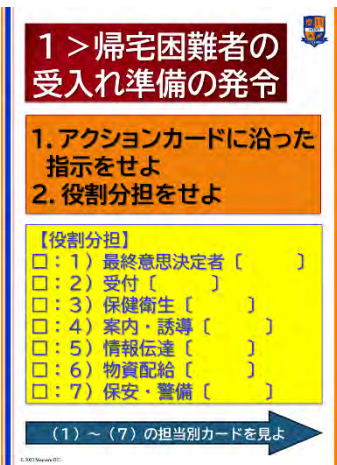 1>帰宅困難者の
受入れ準備の発令
1. アクションカードに沿った
指示をせよ
2. 役割分担をせよ
【役割分担】
□:1)最終意思決定者〔 〕
□:2)受付〔 〕
□:3)保健衛生〔 〕
□:4)案内・誘導〔 〕
□:5)情報伝達〔 〕
□:6)物資配給〔 〕
□:7)保安・警備〔 〕
(1)~(7)の担当別カードを見よ